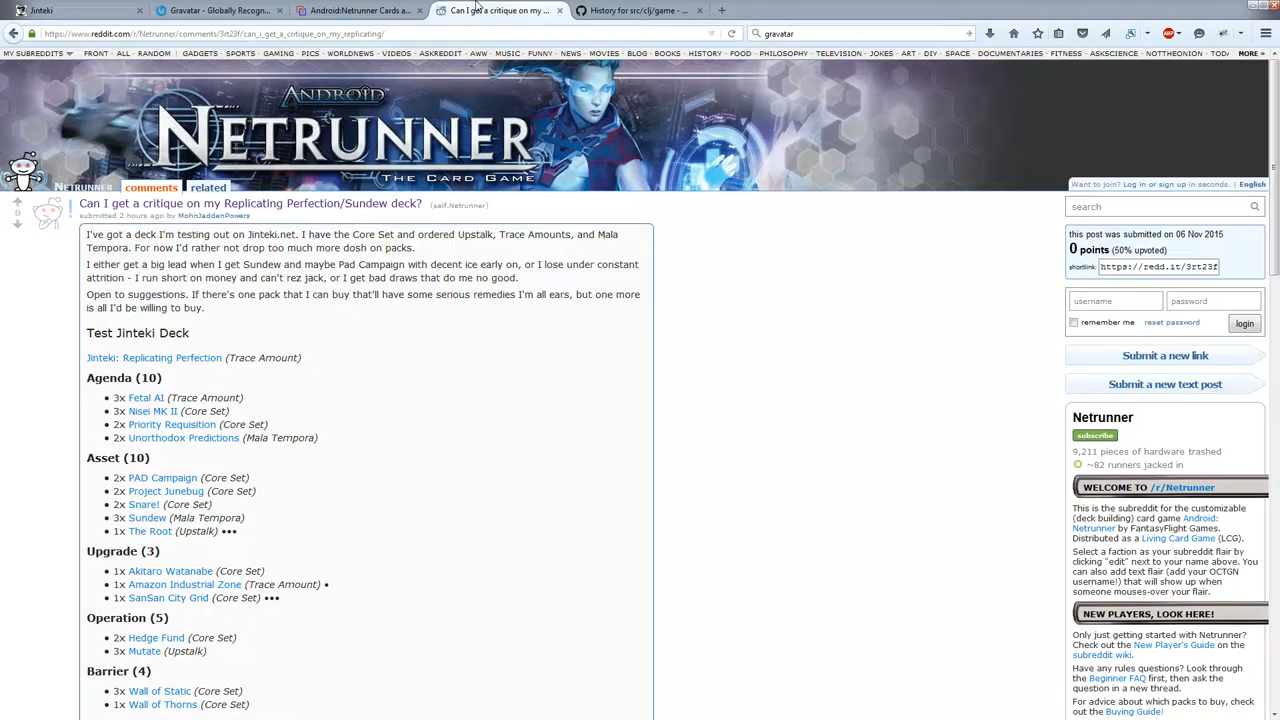 Jinteki
Gravatar - Globally Recogn...
Android:Netrunner Cards a...
Can I get a critique on my ...
History for src/clj/game - ...
https://www.reddit.com/r/Netrunner/comments/3rt23f/can_i_get_a_critique_on_my_replicating/
gravatar
MY SUBREDDITS FRONT - ALL - RANDOM | GADGETS - SPORTS - GAMING - PICS - WORLDNEWS - VIDEOS - ASKREDDIT - AWW - MUSIC - FUNNY - NEWS - MOVIES - BLOG - BOOKS - HISTORY - FOOD - PHILOSOPHY - TELEVISION - JOKES - ART - DIY - SPACE - DOCUMENTARIES - FITNESS - ASKSCIENCE - NOTTHEONION - TODA MORE »
ANDROID
NETRUNNER
THE CARD GAME
NETRUNNER comments related
Want to join? Log in or sign up in seconds. | English
Can I get a critique on my Replicating Perfection/Sundew deck? (self.Netrunner)
0
submitted 2 hours ago by MohnJaddenPowers
I've got a deck I'm testing out on Jinteki.net. I have the Core Set and ordered Upstalk, Trace Amounts, and Mala
Tempora. For now I'd rather not drop too much more dosh on packs.
I either get a big lead when I get Sundew and maybe Pad Campaign with decent ice early on, or I lose under constant
attrition - I run short on money and can't rez jack, or I get bad draws that do me no good.
Open to suggestions. If there's one pack that I can buy that'll have some serious remedies I'm all ears, but one more
is all I'd be willing to buy.
Test Jinteki Deck
Jinteki: Replicating Perfection (Trace Amount)
Agenda (10)
• 3x Fetal AI (Trace Amount)
• 3x Nisei MK II (Core Set)
• 2x Priority Requisition (Core Set)
• 2x Unorthodox Predictions (Mala Tempora)
Asset (10)
• 2x PAD Campaign (Core Set)
• 2x Project Junebug (Core Set)
• 2x Snare! (Core Set)
• 3x Sundew (Mala Tempora)
• 1x The Root (Upstalk) •••
Upgrade (3)
• 1x Akitaro Watanabe (Core Set)
• 1x Amazon Industrial Zone (Trace Amount) •
• 1x SanSan City Grid (Core Set) •••
Operation (5)
• 2x Hedge Fund (Core Set)
• 3x Mutate (Upstalk)
Barrier (4)
• 3x Wall of Static (Core Set)
• 1x Wall of Thorns (Core Set)
search
this post was submitted on 06 Nov 2015
0 points (50% upvoted)
shortlink: https://redd.it/3rt23f
username password
remember me reset password login
Submit a new link
Submit a new text post
Netrunner
subscribe
9,211 pieces of hardware trashed
~82 runners jacked in
WELCOME TO /r/Netrunner
This is the subreddit for the customizable
(deck building) card game Android:
Netrunner by FantasyFlight Games.
Distributed as a Living Card Game (LCG).
Select a faction as your subreddit flair by
clicking "edit" next to your name above. You
can also add text flair (add your OCTGN
username!) that will show up when
someone mouses-over your flair.
NEW PLAYERS, LOOK HERE!
Only just getting started with Netrunner?
Check out the New Player's Guide on the
subreddit wiki.
Have any rules questions? Look through
the Beginner FAQ first, then ask the
question in a new thread.
For advice about which packs to buy, check
out the Buying Guide!